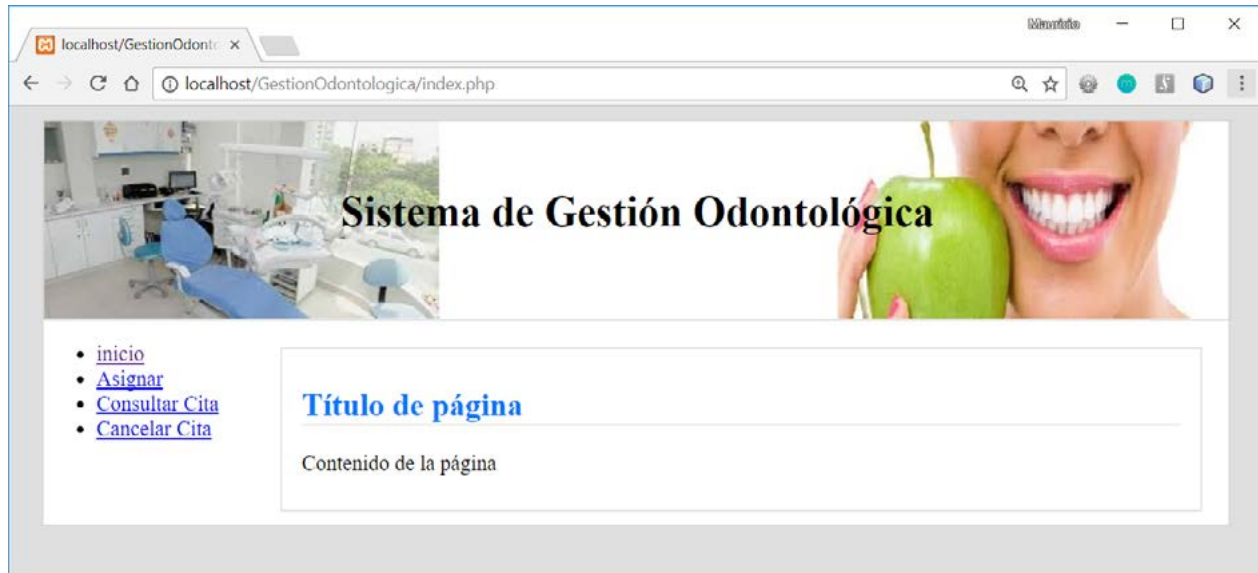 Mauricio
localhost/GestionOdonto
localhost/GestionOdontologica/index.php
Sistema de Gestión Odontológica
inicio
Asignar
Consultar Cita
Cancelar Cita
Título de página
Contenido de la página